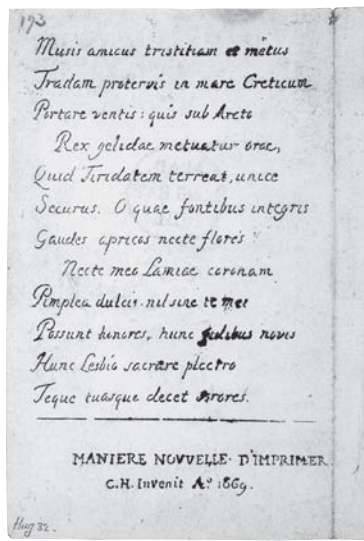 193
Musis amicus tristitiam et metus
Tradam protervis in mare Creticum
Portare ventis: quis sub Arcto
Rex gelidae metuatur orae,
Quid Tiridatem terreat, unice
Securus. O quae fontibus integris
Gaudes apricos necte flores
Necte meo Lamiae coronam
Pimplea dulcis. nil sine te mei
Possunt honores, hunc fidibus novis
Hunc Lesbio sacrare plectro
Teque tuasque decet sorores.
MANIERE NOVVELLE. D'IMPRIMER.
C.H. Invenit A.º 1669.
Hug 32.